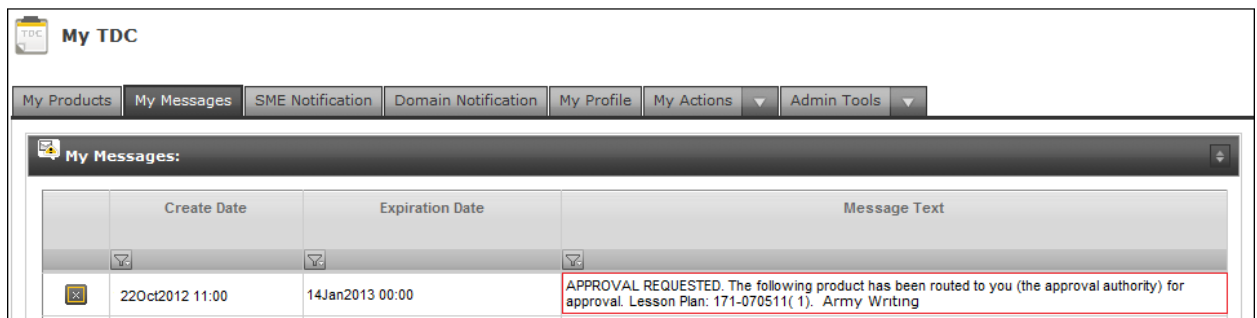 TDC
My TDC
My Products My Messages SME Notification Domain Notification My Profile My Actions Admin Tools
My Messages:
Create Date Expiration Date Message Text
22Oct2012 11:00 14Jan2013 00:00 APPROVAL REQUESTED. The following product has been routed to you (the approval authority) for
approval. Lesson Plan: 171-070511( 1). Army Writing